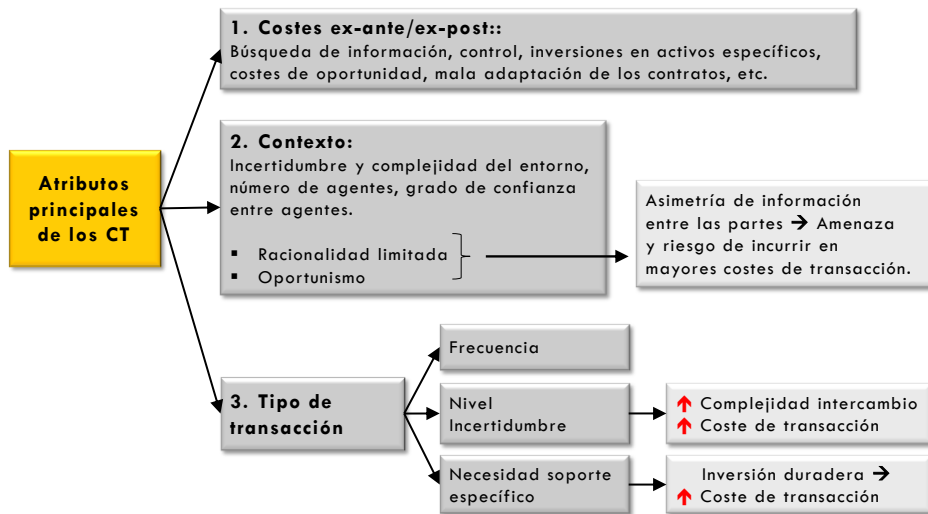 1. Costes ex-ante/ex-post::
Búsqueda de información, control, inversiones en activos específicos,
costes de oportunidad, mala adaptación de los contratos, etc.
Atributos
principales
de los CT
2. Contexto:
Incertidumbre y complejidad del entorno,
número de agentes, grado de confianza
entre agentes.
▪ Racionalidad limitada
▪ Oportunismo
Asimetría de información
entre las partes → Amenaza
y riesgo de incurrir en
mayores costes de transacción.
3. Tipo de
transacción
Frecuencia
Nivel
Incertidumbre
↑ Complejidad intercambio
↑ Coste de transacción
Necesidad soporte
específico
Inversión duradera →
↑ Coste de transacción